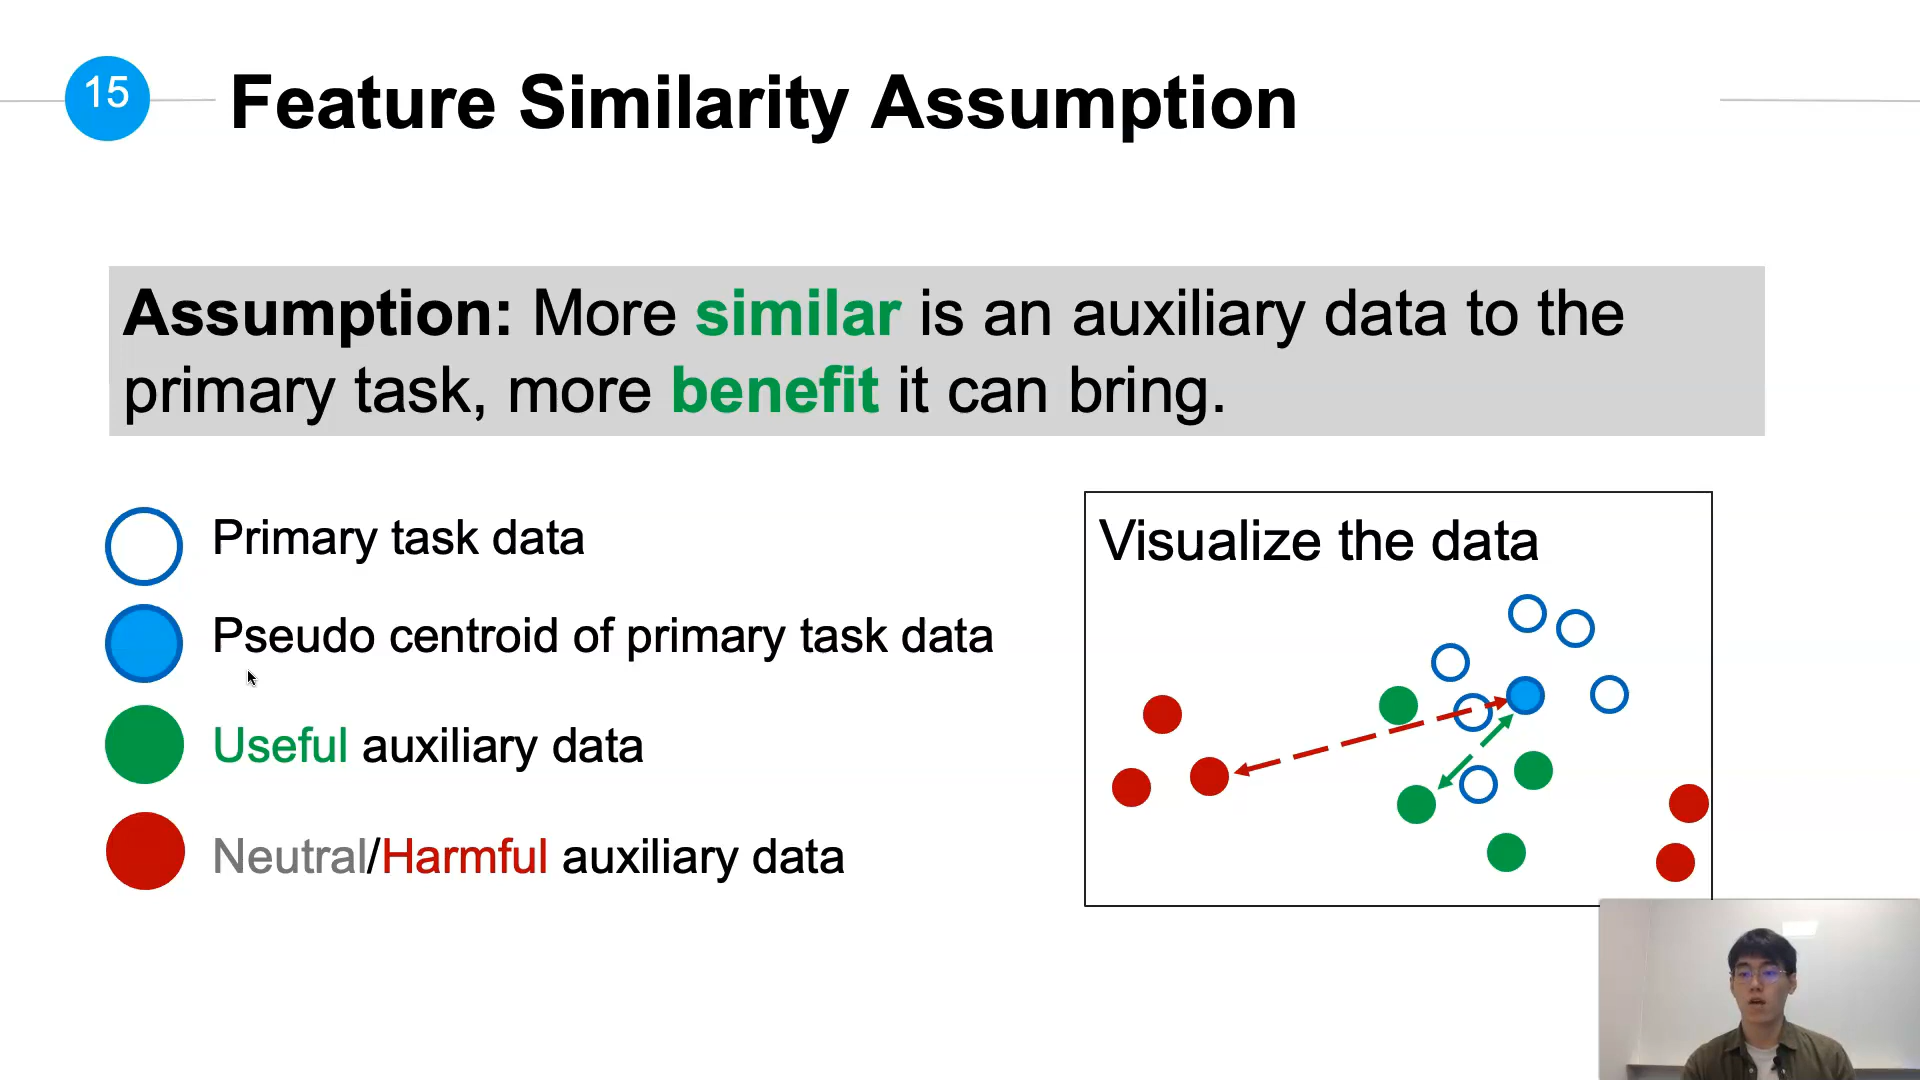 15
Feature Similarity Assumption
Assumption: More similar is an auxiliary data to the
primary task, more benefit it can bring.
Primary task data
Pseudo centroid of primary task data
Useful auxiliary data
Neutral/Harmful auxiliary data
Visualize the data